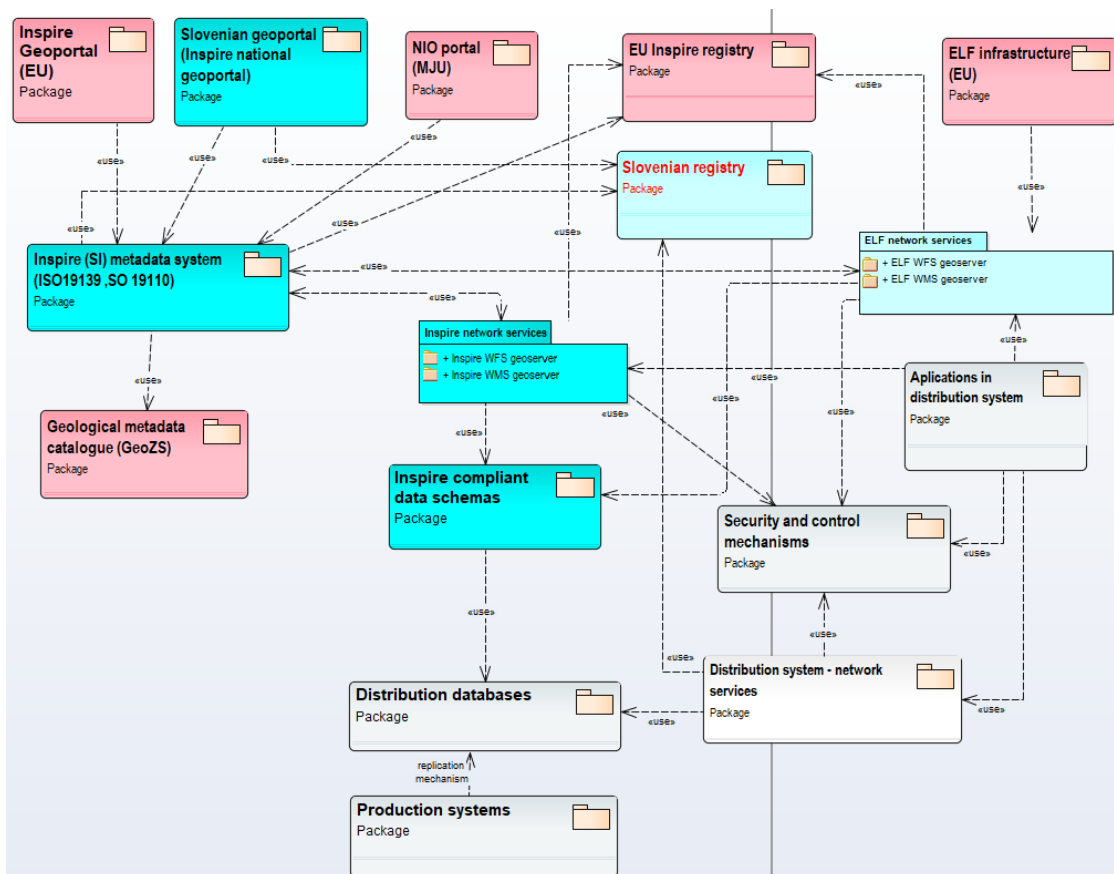 Inspire
Geoportal
(EU)
Package
Slovenian geoportal
(Inspire national
geoportal)
Package
NIO portal
(MJU)
Package
EU Inspire registry
Package
ELF infrastructure
(EU)
Package
«use»
«use»
«use»
«use»
«use»
«use»
«use»
«use»
«use»
Slovenian registry
Package
Inspire (SI) metadata system
(ISO19139 ,SO 19110)
Package
«use»
«use»
ELF network services
+ ELF WFS geoserver
+ ELF WMS geoserver
Inspire network services
+ Inspire WFS geoserver
+ Inspire WMS geoserver
«use»
«use»
«use»
«use»
«use»
«use»
«use»
Aplications in
distribution system
Package
Geological metadata
catalogue (GeoZS)
Package
Inspire compliant
data schemas
Package
Security and control
mechanisms
Package
«use»
«use»
«use»
«use»
Distribution system - network
services
Package
«use»
«use»
Distribution databases
Package
replication
mechanism
Production systems
Package